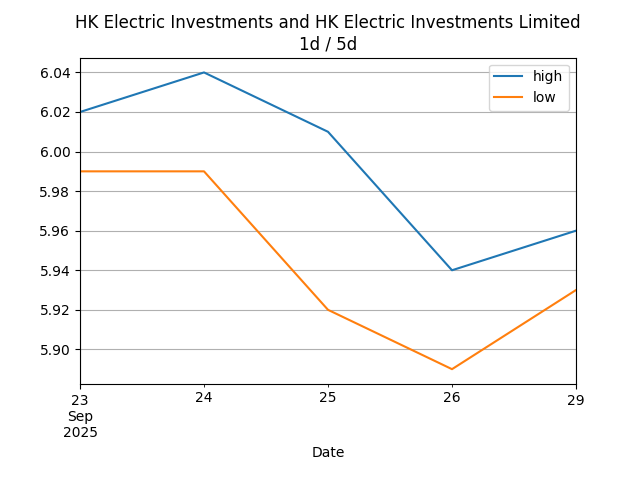 HK Electric Investments and HK Electric Investments Limited
1d / 5d
high
low
6.04
6.02
6.00
5.98
5.96
5.94
5.92
5.90
23
Sep
2025
24
25
26
29
Date